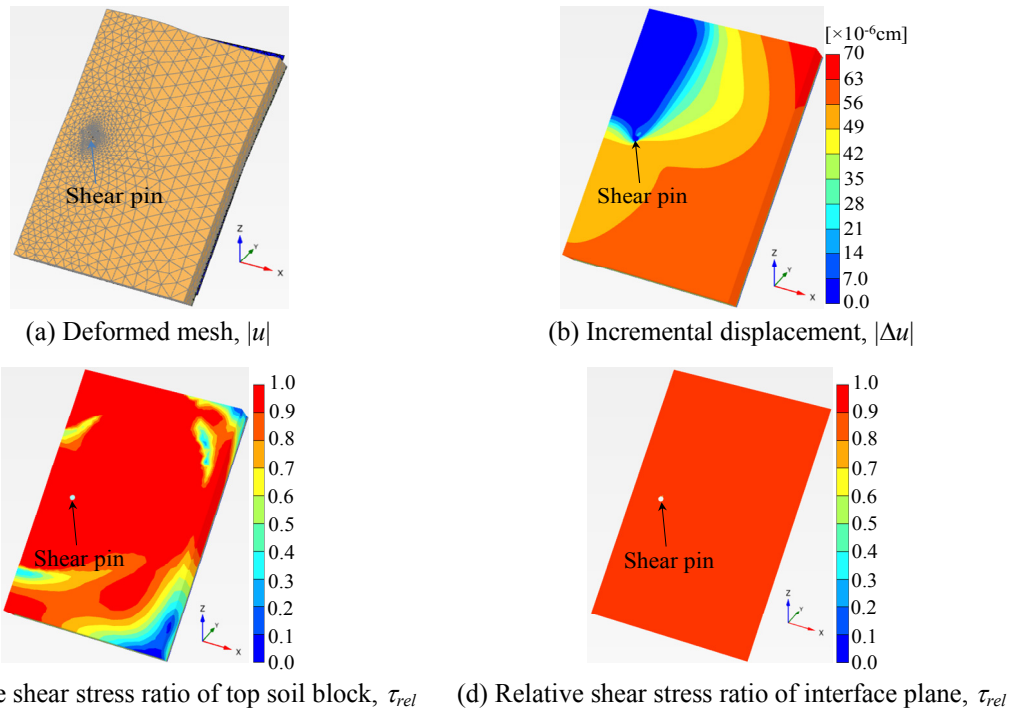 Shear pin
Z
Y
X
(a) Deformed mesh, |u|
[×10⁻⁶cm]
70
63
56
49
42
35
28
21
14
7.0
0.0
Shear pin
Z
Y
X
(b) Incremental displacement, |Δu|
1.0
0.9
0.8
0.7
0.6
0.5
0.4
0.3
0.2
0.1
0.0
Shear pin
Z
Y
X
e shear stress ratio of top soil block, τrel
1.0
0.9
0.8
0.7
0.6
0.5
0.4
0.3
0.2
0.1
0.0
Shear pin
Z
Y
X
(d) Relative shear stress ratio of interface plane, τrel